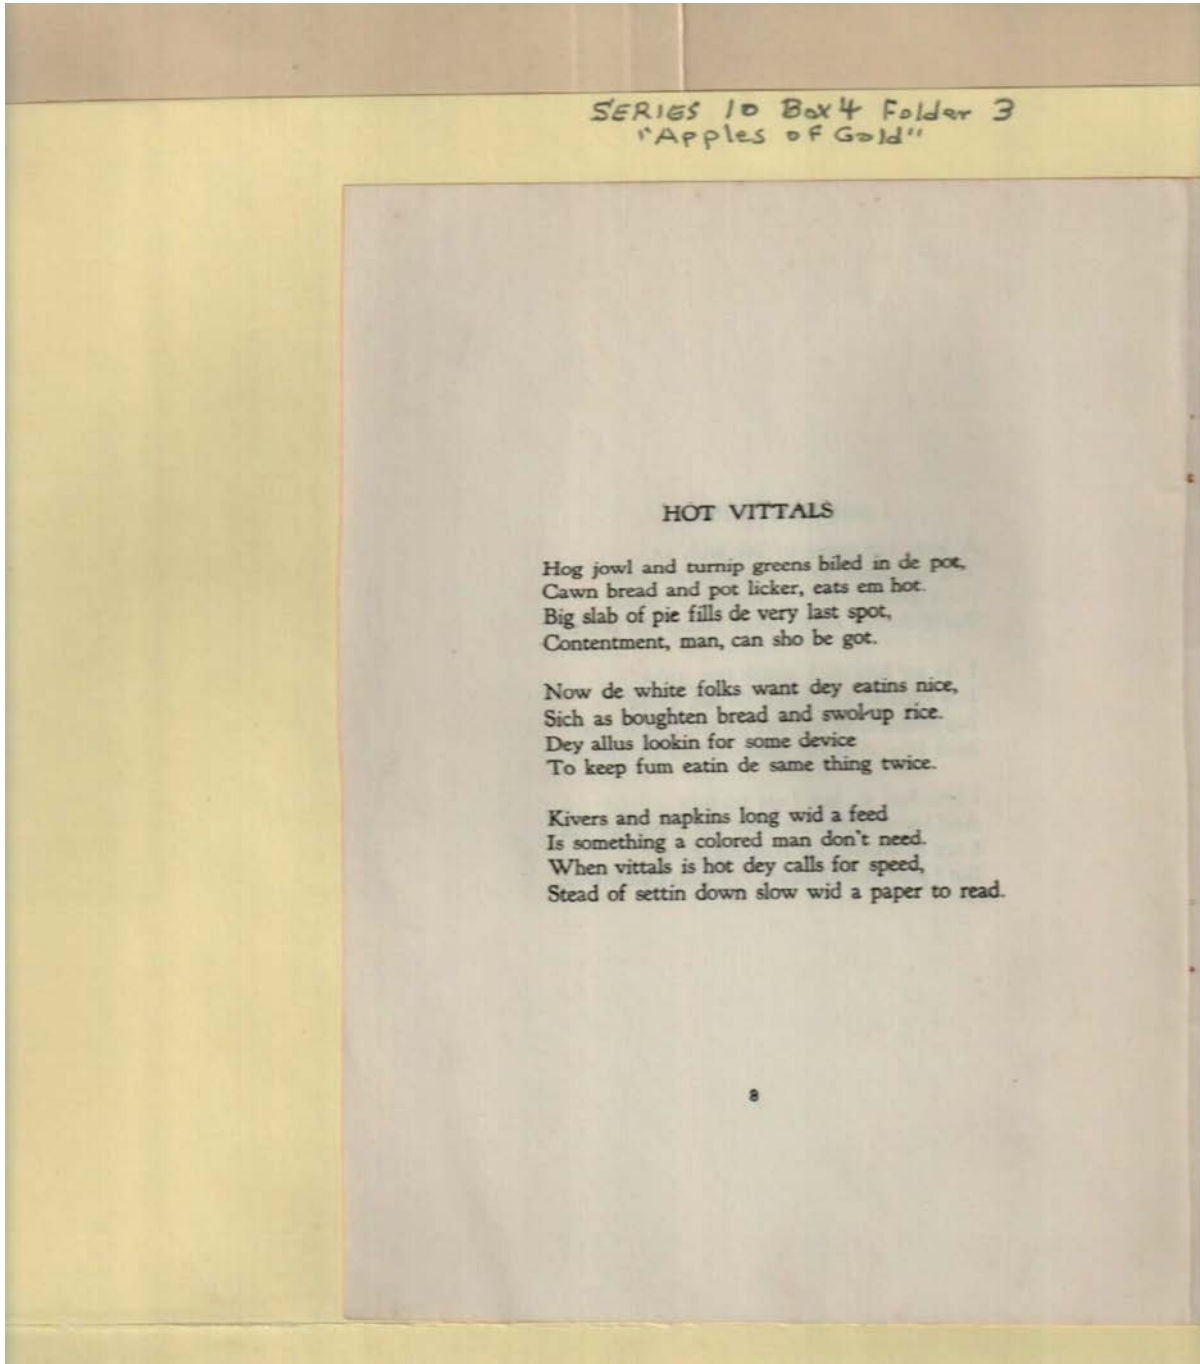 SERIES 10 Box 4 Folder 3
"Apples of Gold"
HOT VITTALS
Hog jowl and turnip greens biled in de pot,
Cawn bread and pot licker, eats em hot.
Big slab of pie fills de very last spot,
Contentment, man, can sho be got.
Now de white folks want dey eatins nice,
Sich as boughten bread and swol-up rice.
Dey allus lookin for some device
To keep fum eatin de same thing twice.
Kivers and napkins long wid a feed
Is something a colored man don't need.
When vittals is hot dey calls for speed,
Stead of settin down slow wid a paper to read.
8